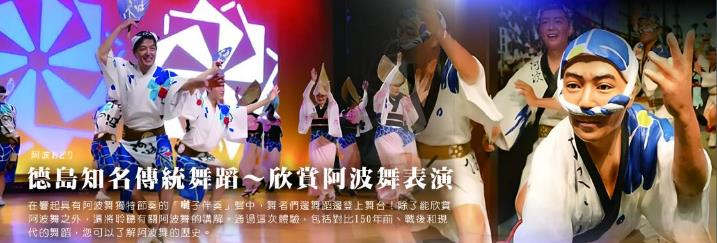 阿波おどり
德島知名傳統舞蹈~欣賞阿波舞表演
在響起具有阿波舞獨特節奏的「囃子伴奏」聲中，舞者們邊舞蹈邊登上舞台！除了能欣賞
阿波舞之外，還將聆聽有關阿波舞的講解。通過這次體驗，包括對比150年前、戰後和現
代的舞蹈，您可以了解阿波舞的歷史。